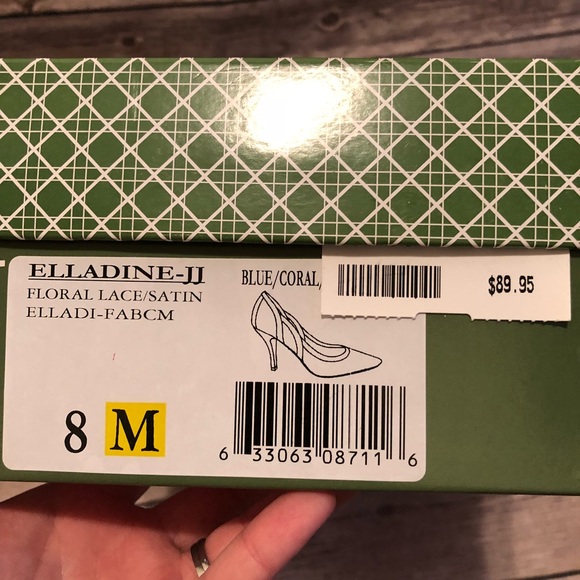 ELLADINE-JJ
FLORAL LACE/SATIN
ELLADI-FABCM
BLUE/CORAL/
$89.95
8 M
6 33063 08711 6